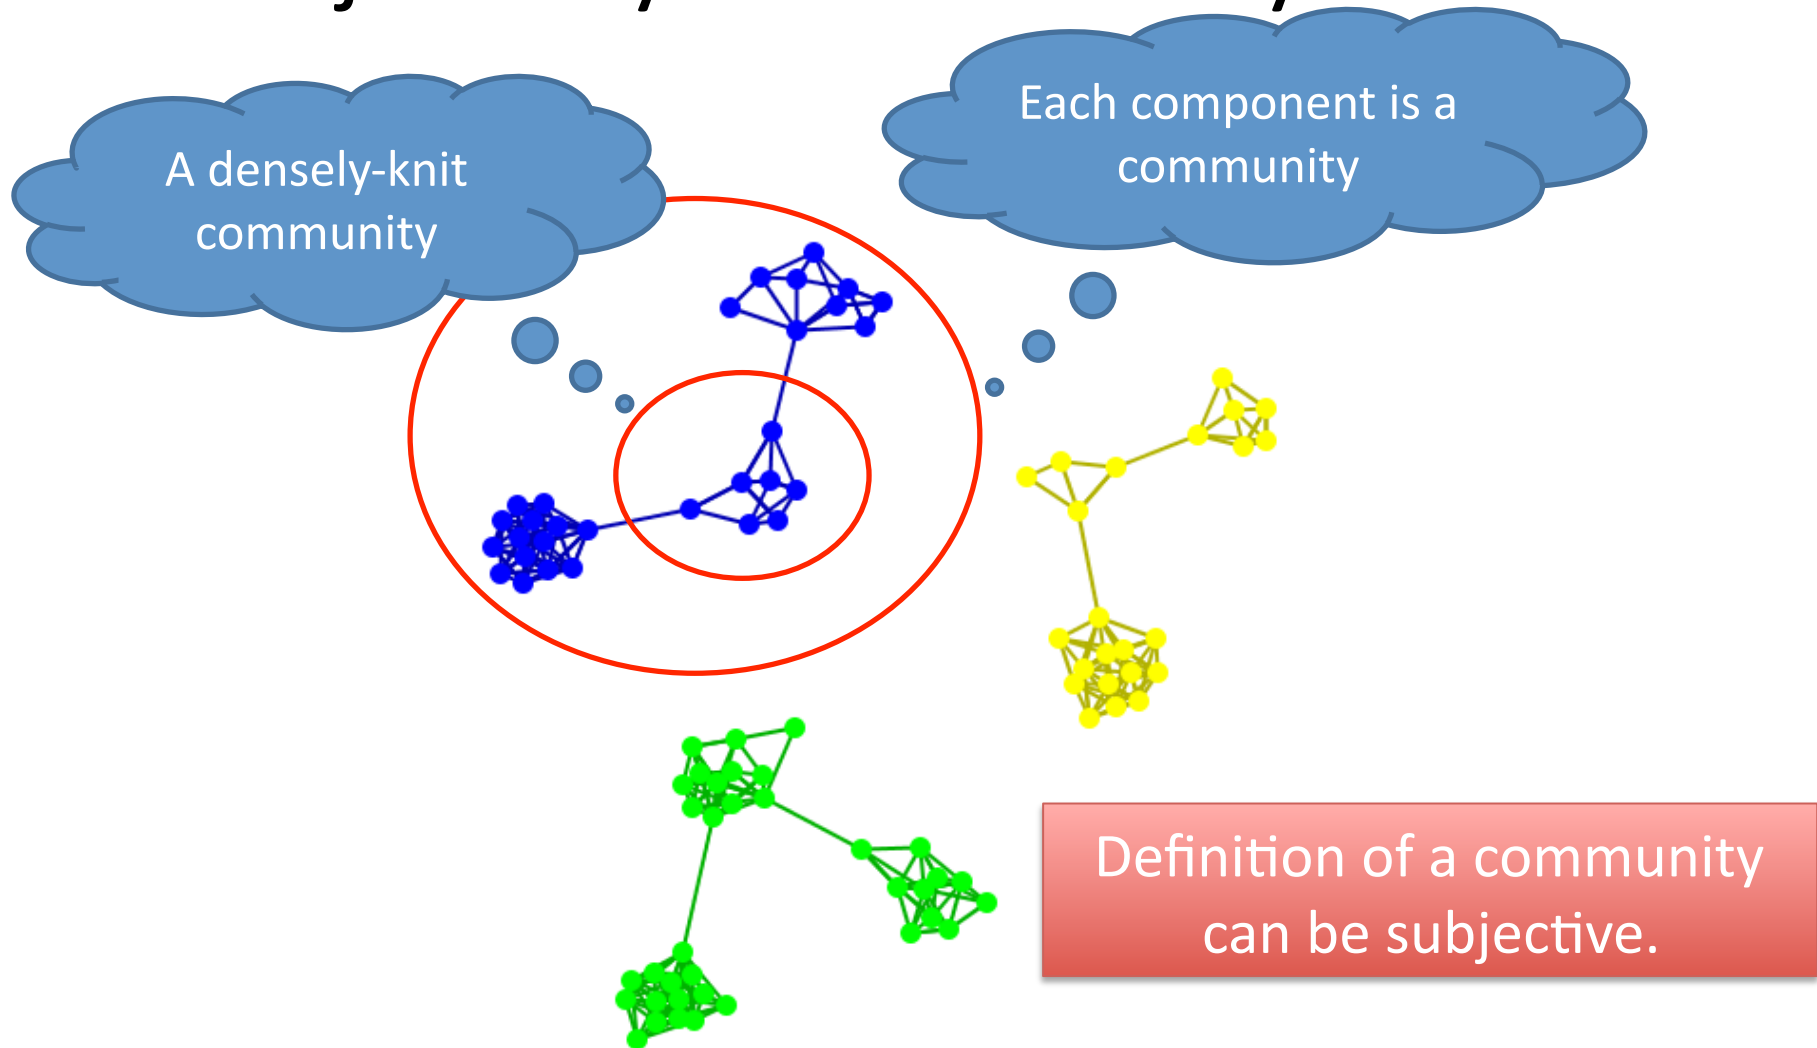 A densely-knit
community
Each component is a
community
Definition of a community
can be subjective.